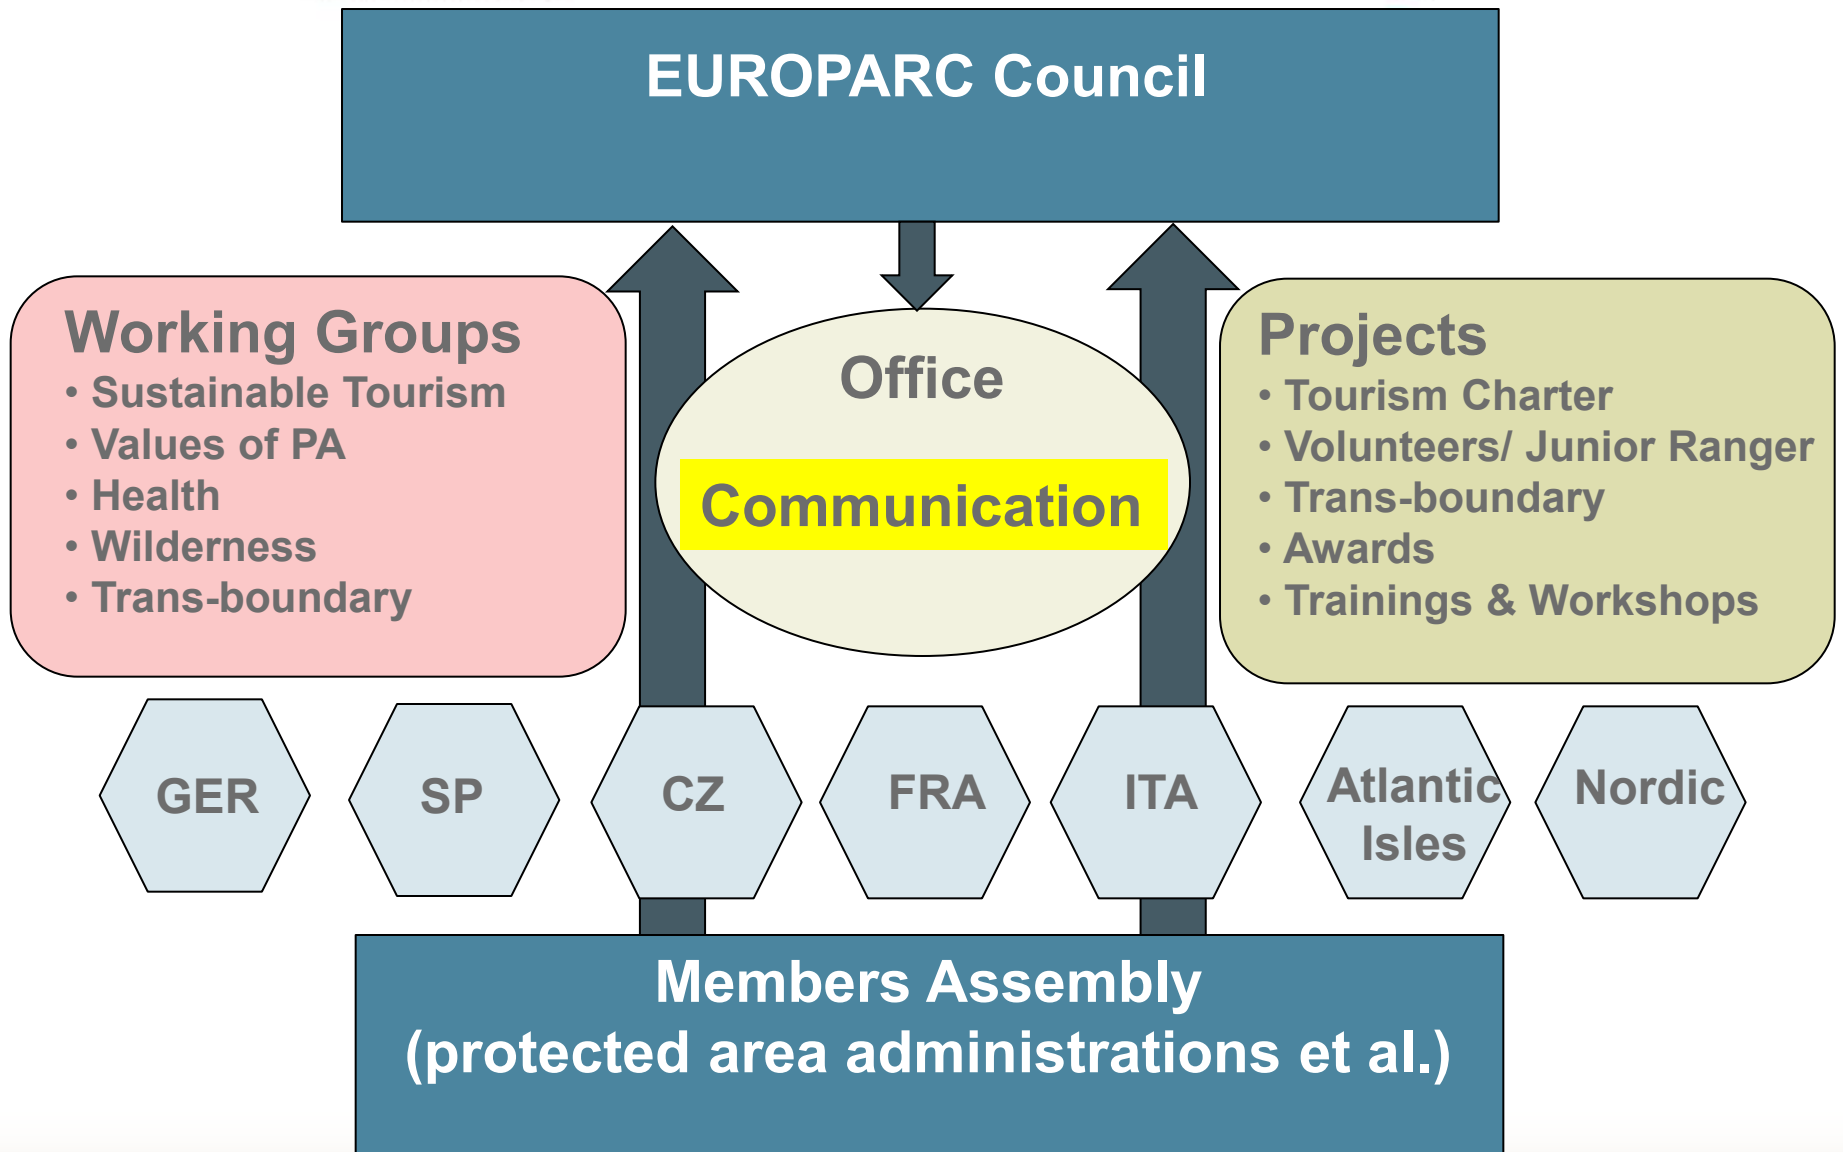 EUROPARC Council
Working Groups
• Sustainable Tourism
• Values of PA
• Health
• Wilderness
• Trans-boundary
Office
Communication
Projects
• Tourism Charter
• Volunteers/ Junior Ranger
• Trans-boundary
• Awards
• Trainings & Workshops
GER
SP
CZ
FRA
ITA
Atlantic
Isles
Nordic
Members Assembly
(protected area administrations et al.)